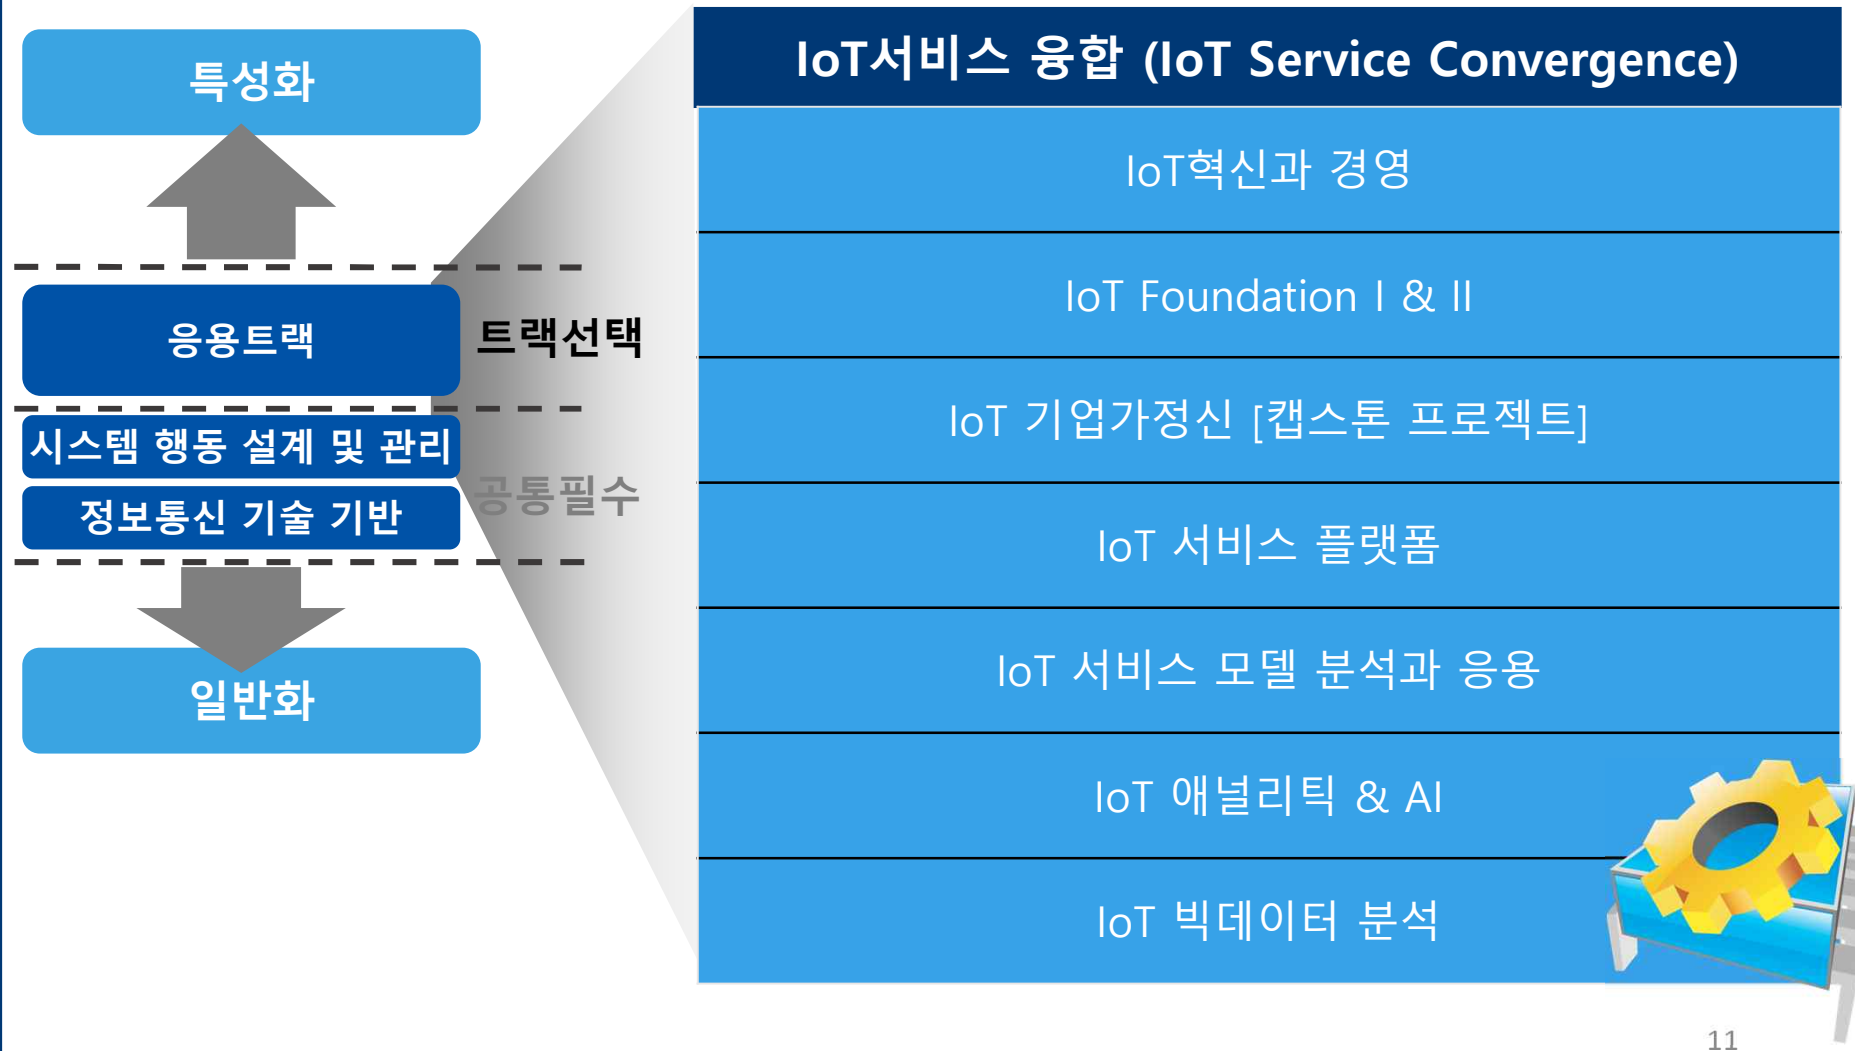 특성화
응용트랙
트랙선택
시스템 행동 설계 및 관리
정보통신 기술 기반
공통필수
일반화
IoT서비스 융합 (IoT Service Convergence)
IoT혁신과 경영
IoT Foundation I & II
IoT 기업가정신 [캡스톤 프로젝트]
IoT 서비스 플랫폼
IoT 서비스 모델 분석과 응용
IoT 애널리틱 & AI
IoT 빅데이터 분석
11